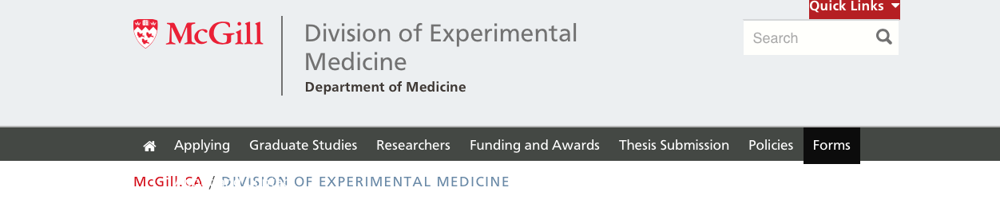 Quick Links
McGill
Division of Experimental
Medicine
Department of Medicine
Search
Applying Graduate Studies Researchers Funding and Awards Thesis Submission Policies Forms
McGill.CA / DIVISION OF EXPERIMENTAL MEDICINE